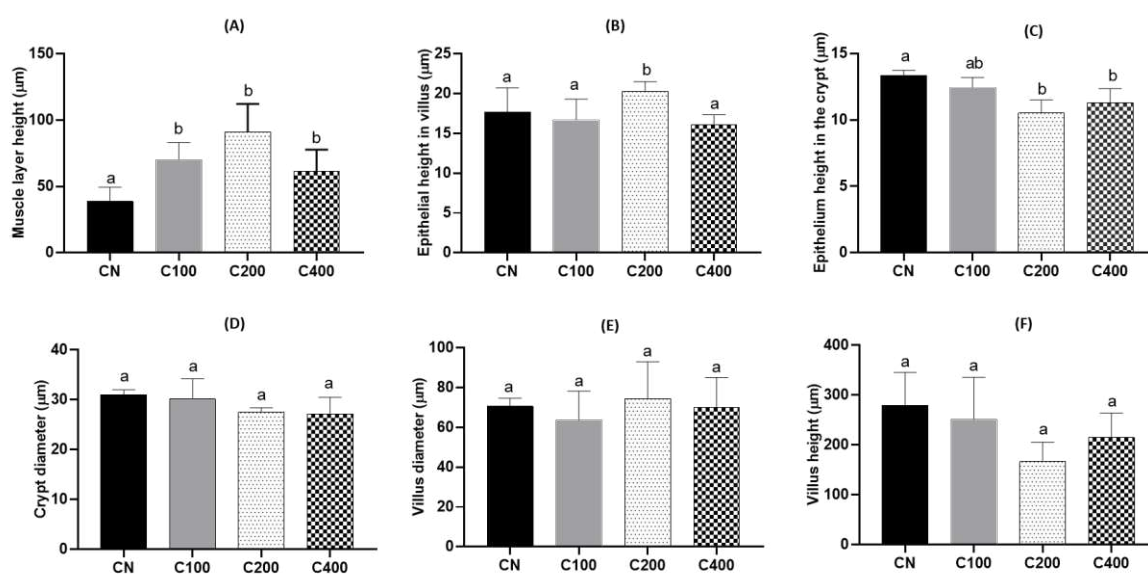 (A)
Muscle layer height (μm)
150
100
50
0
a
b
b
b
CN C100 C200 C400
(B)
Epithelial height in villus (μm)
25
20
15
10
5
0
a
a
b
a
CN C100 C200 C400
(C)
Epithelium height in the crypt (μm)
15
10
5
0
a
ab
b
b
CN C100 C200 C400
(D)
Crypt diameter (μm)
40
30
20
10
0
a
a
a
a
CN C100 C200 C400
(E)
Villus diameter (μm)
100
80
60
40
20
0
a
a
a
a
CN C100 C200 C400
(F)
Villus height (μm)
400
300
200
100
0
a
a
a
a
CN C100 C200 C400